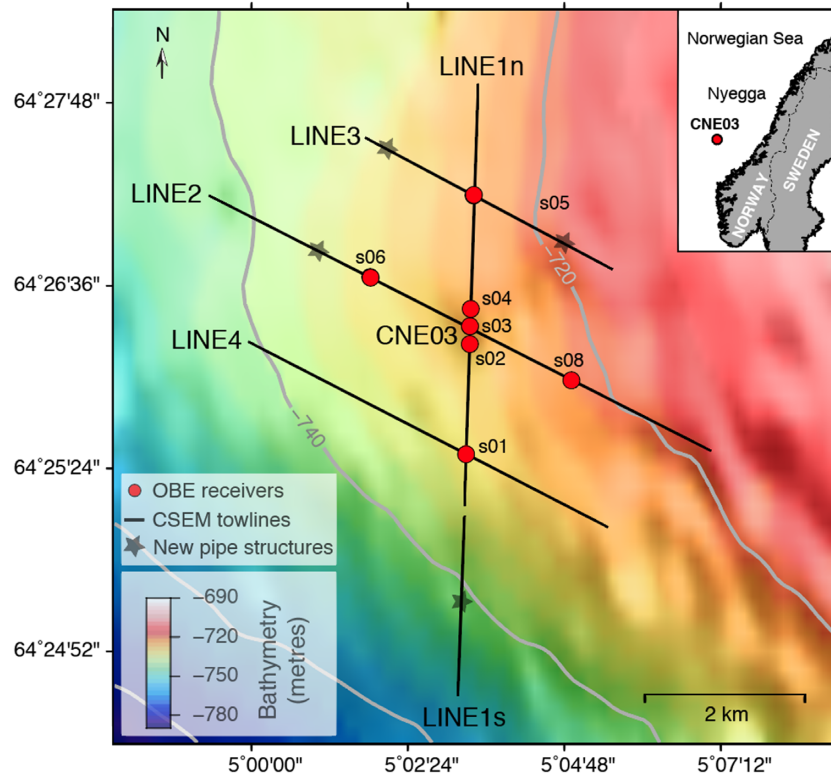 N
LINE1n
Norwegian Sea
Nyegga
CNE03
NORWAY
SWEDEN
64°27'48"
LINE3
LINE2
s05
s06
64°26'36"
−720
s04
CNE03
s03
LINE4
s02
s08
−740
s01
64°25'24"
OBE receivers
CSEM towlines
New pipe structures
−690
−720
−750
−780
Bathymetry
(metres)
64°24'52"
LINE1s
2 km
5°00'00"
5°02'24"
5°04'48"
5°07'12"